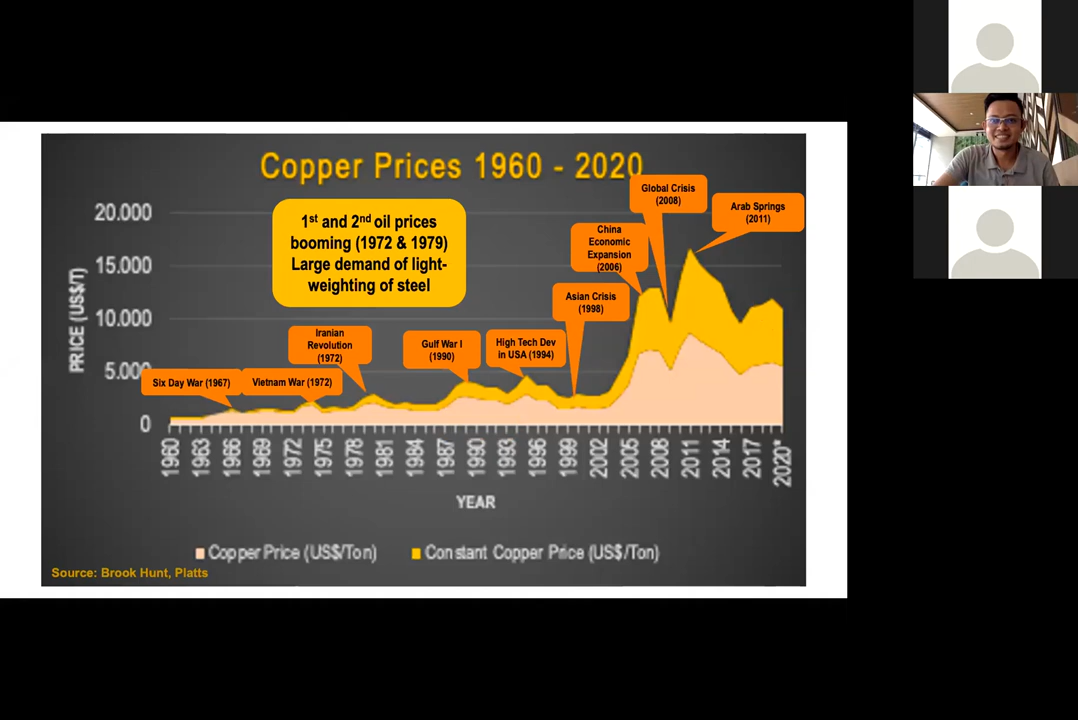 Copper Prices 1960 - 2020
20.000
15.000
10.000
5.000
0
PRICE (US$/T)
1st and 2nd oil prices
booming (1972 & 1979)
Large demand of light-
weighting of steel
Six Day War (1967)
Vietnam War (1972)
Iranian
Revolution
(1972)
Gulf War I
(1990)
High Tech Dev
in USA (1994)
Asian Crisis
(1998)
China
Economic
Expansion
(2006)
Global Crisis
(2008)
Arab Springs
(2011)
1960 1963 1966 1969 1972 1975 1978 1981 1984 1987 1990 1993 1996 1999 2002 2005 2008 2011 2014 2017 2020*
YEAR
Copper Price (US$/Ton) Constant Copper Price (US$/Ton)
Source: Brook Hunt, Platts